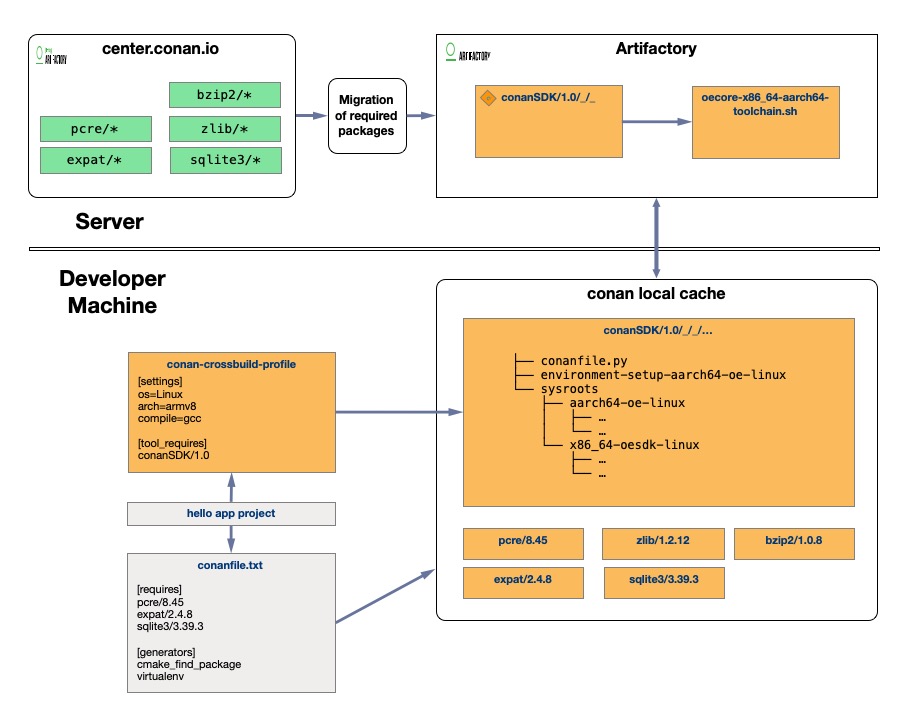 center.conan.io
ARTIFACTORY
bzip2/*
pcre/*
zlib/*
expat/*
sqlite3/*
Migration
of required
packages
Artifactory
ARTIFACTORY
conanSDK/1.0/_/_
oecore-x86_64-aarch64-
toolchain.sh
Server
Developer
Machine
conan local cache
conanSDK/1.0/_/_/...
├── conanfile.py
├── environment-setup-aarch64-oe-linux
└── sysroots
├── aarch64-oe-linux
│ ├── …
│ └── …
└── x86_64-oesdk-linux
├── …
└── …
conan-crossbuild-profile
[settings]
os=Linux
arch=armv8
compile=gcc
[tool_requires]
conanSDK/1.0
hello app project
conanfile.txt
[requires]
pcre/8.45
expat/2.4.8
sqlite3/3.39.3
[generators]
cmake_find_package
virtualenv
pcre/8.45
zlib/1.2.12
bzip2/1.0.8
expat/2.4.8
sqlite3/3.39.3